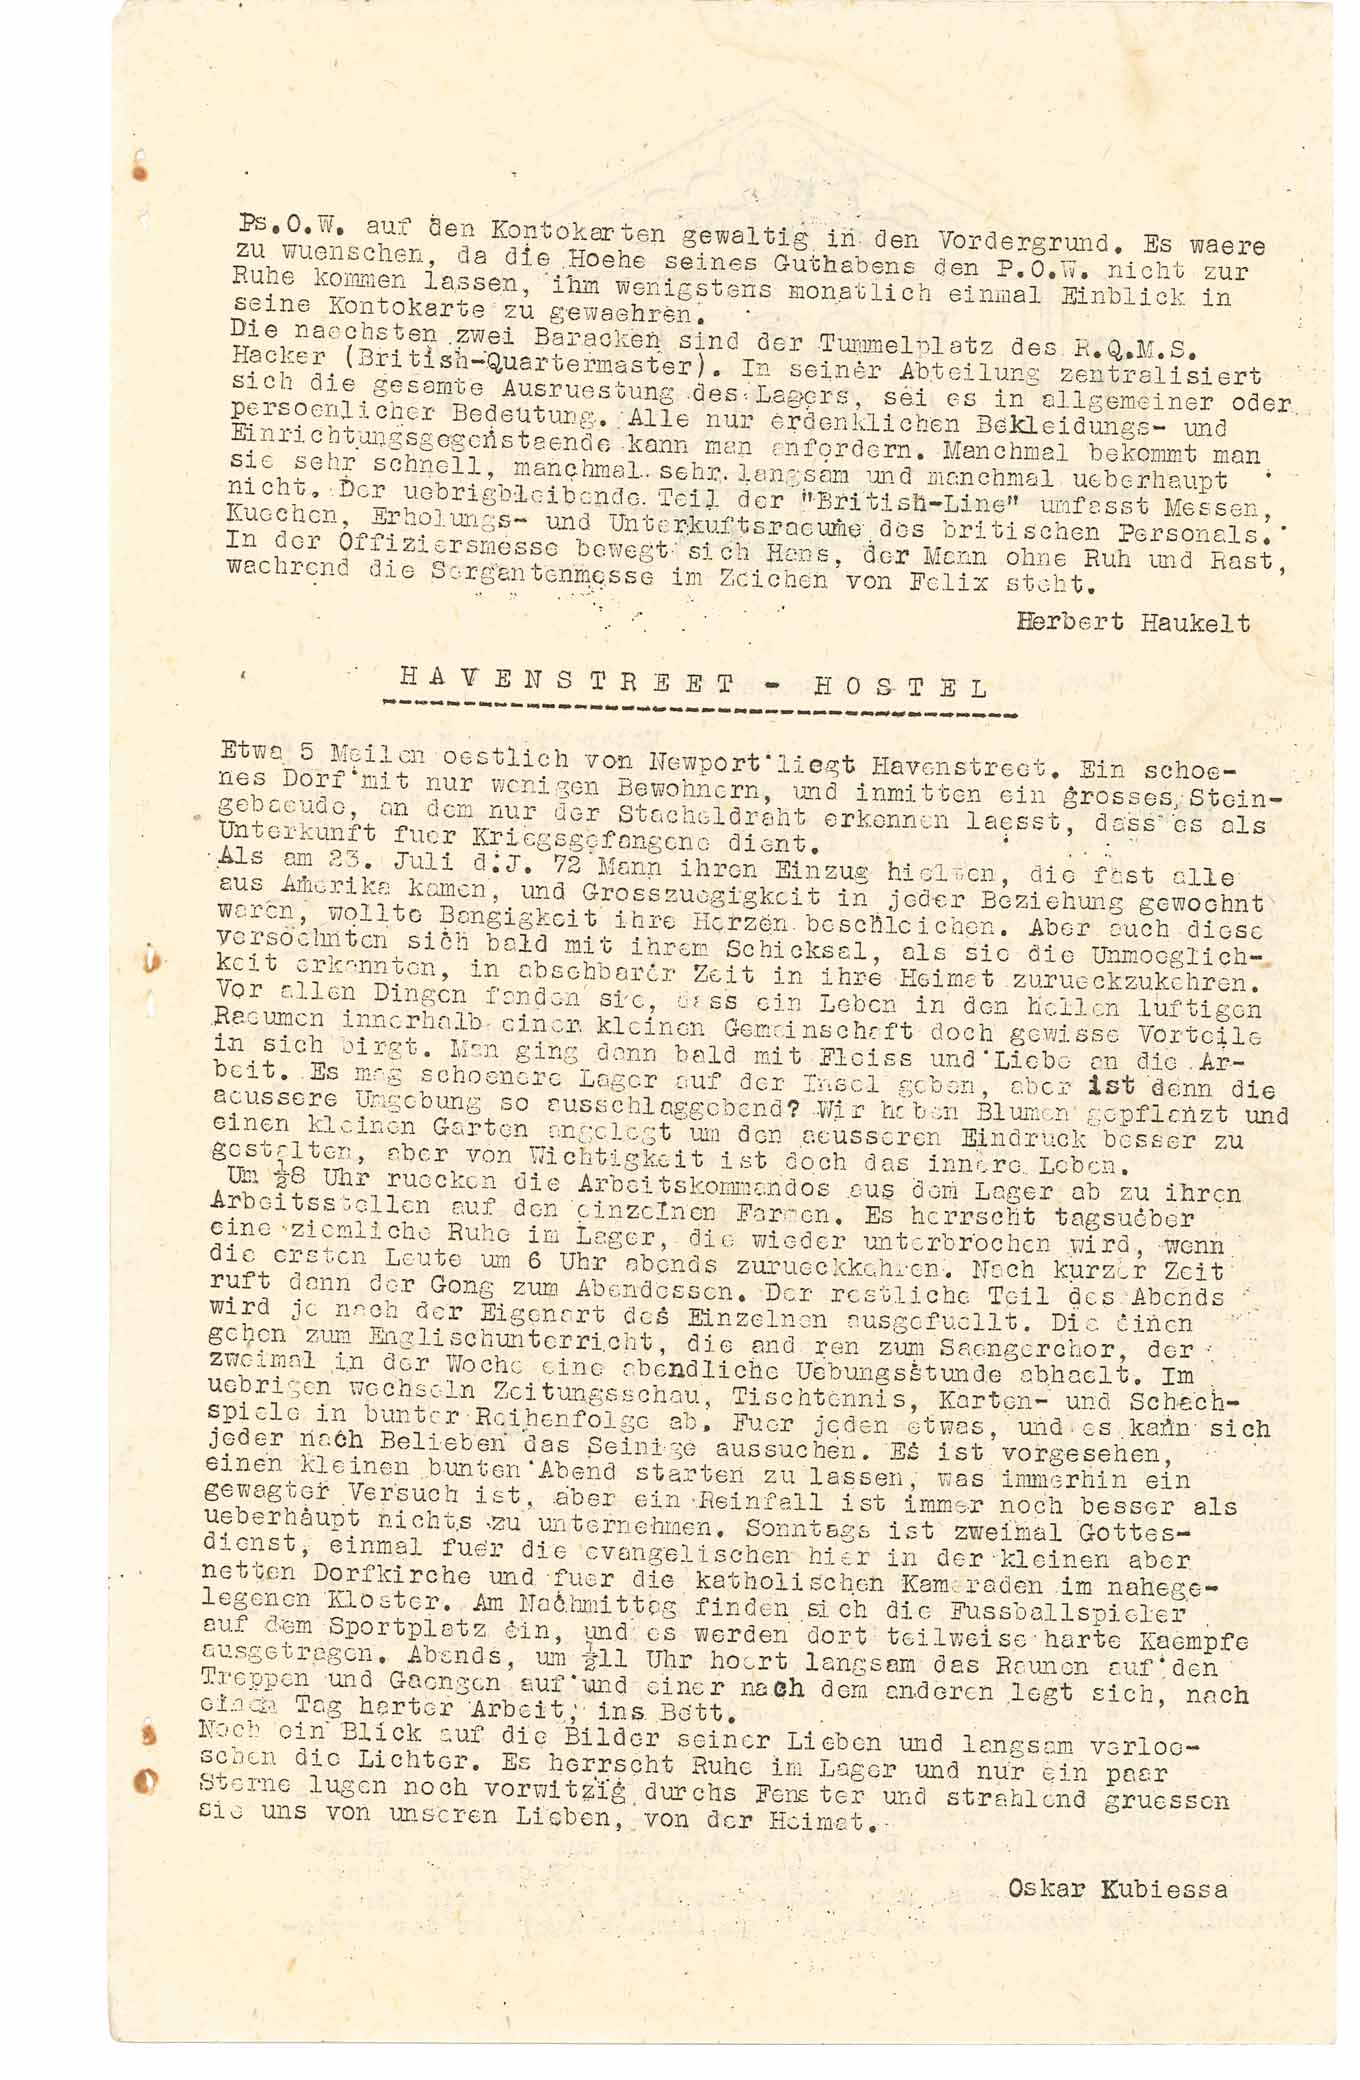 Ps.O.W. auf den Kontokarten gewaltig in den Vordergrund. Es waere
zu wuenschen, da die Hoehe seines Guthabens den P.O.W. nicht zur
Ruhe kommen lassen, ihm wenigstens monatlich einmal Einblick in
seine Kontokarte zu gewaehren.
Die naechsten zwei Baracken sind der Tummelplatz des R.Q.M.S.
Hacker (British-Quartermaster). In seiner Abteilung zentralisiert
sich die gesamte Ausruestung des Lagers, sei es in allgemeiner oder
persoenlicher Bedeutung. Alle nur erdenklichen Bekleidungs- und
Einrichtungsgegenstaende kann man anfordern. Manchmal bekommt man
sie sehr schnell, manchmal sehr langsam und manchmal ueberhaupt
nicht. Der uebrigbleibende Teil der "British-Line" umfasst Messen,
Kuechen, Erholungs- und Unterkuftsraeume des britischen Personals.
In der Offiziersmesse bewegt sich Hans, der Mann ohne Ruh und Rast,
waehrend die Sergantenmesse im Zeichen von Felix steht.
Herbert Haukelt
HAVENSTREET - HOSTEL
Etwa 5 Meilen oestlich von Newport liegt Havenstreet. Ein schoe-
nes Dorf mit nur wenigen Bewohnern, und inmitten ein grosses Stein-
gebaeude, an dem nur der Stacheldraht erkennen laesst, dass es als
Unterkunft fuer Kriegsgefangene dient.
Als am 23. Juli d.J. 72 Mann ihren Einzug hielten, die fast alle
aus Amerika kamen, und Grosszuegigkeit in jeder Beziehung gewoehnt
waren, wollte Bangigkeit ihre Herzen beschleichen. Aber auch diese
versoehnten sich bald mit ihrem Schicksal, als sie die Unmoeglich-
keit erkannten, in absehbarer Zeit in ihre Heimat zurueckzukehren.
Vor allen Dingen fanden sie, dass ein Leben in den hellen luftigen
Raeumen innerhalb einer kleinen Gemeinschaft doch gewisse Vorteile
in sich birgt. Man ging dann bald mit Fleiss und Liebe an die Ar-
beit. Es mag schoenere Lager auf der Insel geben, aber ist denn die
aeussere Umgebung so ausschlaggebend? Wir haben Blumen gepflanzt und
einen kleinen Garten angelegt um den aeusseren Eindruck besser zu
gestalten, aber von Wichtigkeit ist doch das innere Leben.
Um ½8 Uhr ruecken die Arbeitskommandos aus dem Lager ab zu ihren
Arbeitsstellen auf den einzelnen Farmen. Es herrscht tagsueber
eine ziemliche Ruhe im Lager, die wieder unterbrochen wird, wenn
die ersten Leute um 6 Uhr abends zurueckkehren. Nach kurzer Zeit
ruft dann der Gong zum Abendessen. Der restliche Teil des Abends
wird je nach der Eigenart des Einzelnen ausgefuellt. Die einen
gehen zum Englischunterricht, die and ren zum Saengerchor, der
zweimal in der Woche eine abendliche Uebungsstunde abhaelt. Im
uebrigen wechseln Zeitungsschau, Tischtennis, Karten- und Schach-
spiele in bunter Reihenfolge ab. Fuer jeden etwas, und es kann sich
jeder nach Belieben das Seinige aussuchen. Es ist vorgesehen,
einen kleinen bunten Abend starten zu lassen, was immerhin ein
gewagter Versuch ist, aber ein Reinfall ist immer noch besser als
ueberhaupt nichts zu unternehmen. Sonntags ist zweimal Gottes-
dienst, einmal fuer die evangelischen hier in der kleinen aber
netten Dorfkirche und fuer die katholischen Kameraden im nahege-
legenen Kloster. Am Nachmittag finden sich die Fussballspieler
auf dem Sportplatz ein, und es werden dort teilweise harte Kaempfe
ausgetragen. Abends, um ½11 Uhr hoert langsam das Raunen auf den
Treppen und Gaengen auf und einer nach dem anderen legt sich, nach
einem Tag harter Arbeit, ins Bett.
Noch ein Blick auf die Bilder seiner Lieben und langsam verloe-
schen die Lichter. Es herrscht Ruhe im Lager und nur ein paar
Sterne lugen noch vorwitzig durchs Fenster und strahlend gruessen
sie uns von unseren Lieben, von der Heimat.
Oskar Kubiessa